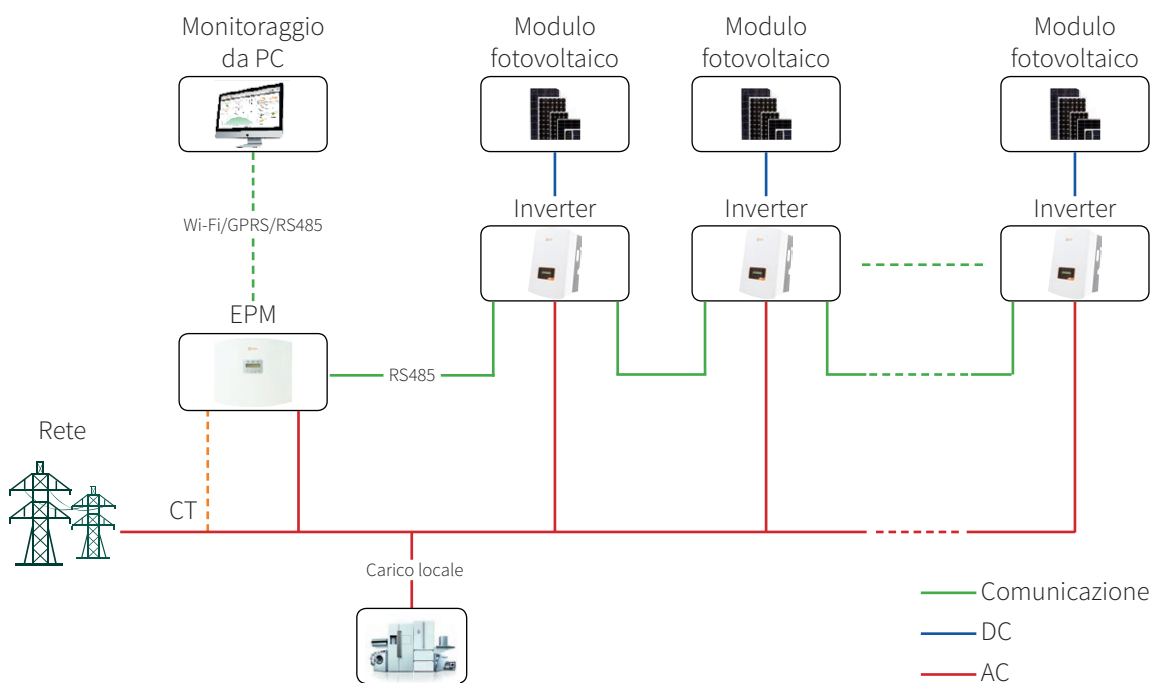 Monitoraggio
da PC
Modulo
fotovoltaico
Modulo
fotovoltaico
Modulo
fotovoltaico
Wi-Fi/GPRS/RS485
Inverter
Inverter
Inverter
EPM
RS485
Rete
CT
Carico locale
Comunicazione
DC
AC